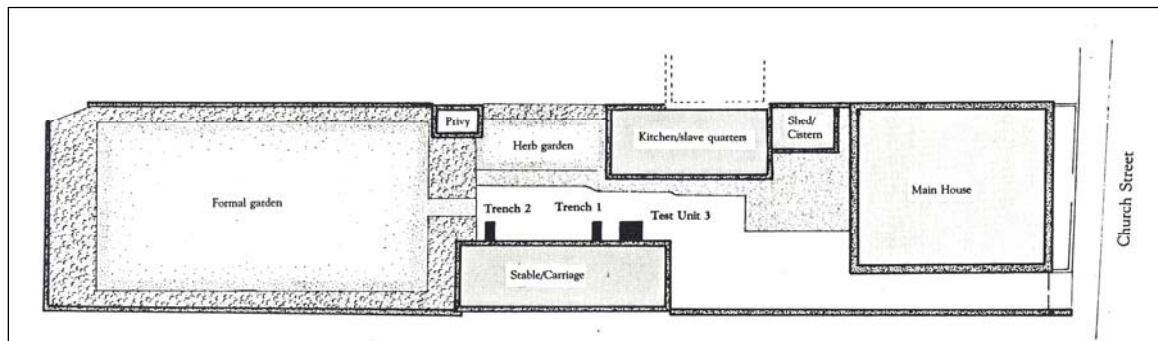 Privy
Herb garden
Kitchen/slave quarters
Shed/
Cistern
Main House
Church Street
Formal garden
Trench 2
Trench 1
Test Unit 3
Stable/Carriage